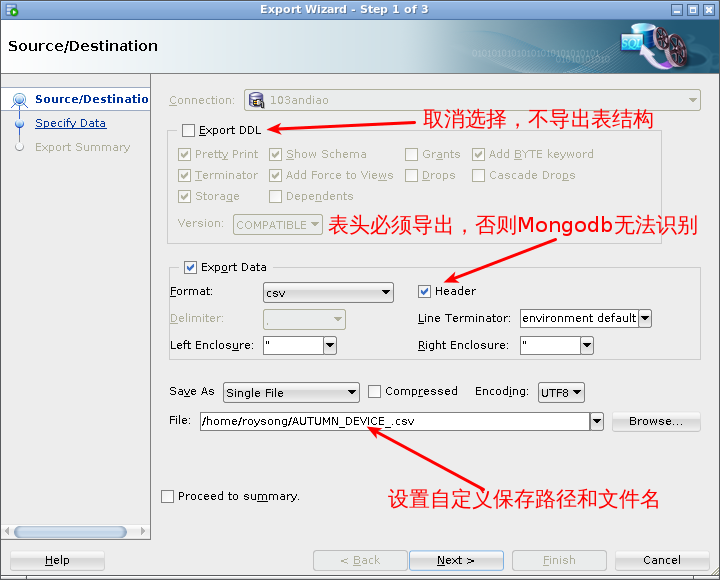 Export Wizard - Step 1 of 3
Source/Destination
SQL
Source/Destinatio
Specify Data
Export Summary
Connection: 103andiao
Export DDL
取消选择，不导出表结构
Pretty Print Show Schema Grants Add BYTE keyword
Terminator Add Force to Views Drops Cascade Drops
Storage Dependents
Version: COMPATIBLE
表头必须导出，否则Mongodb无法识别
Export Data
Format: csv Header
Delimiter: , Line Terminator: environment default
Left Enclosure: " Right Enclosure: "
Save As Single File Compressed Encoding: UTF8
File: /home/roysong/AUTUMN_DEVICE_.csv Browse...
设置自定义保存路径和文件名
Proceed to summary.
Help < Back Next > Finish Cancel